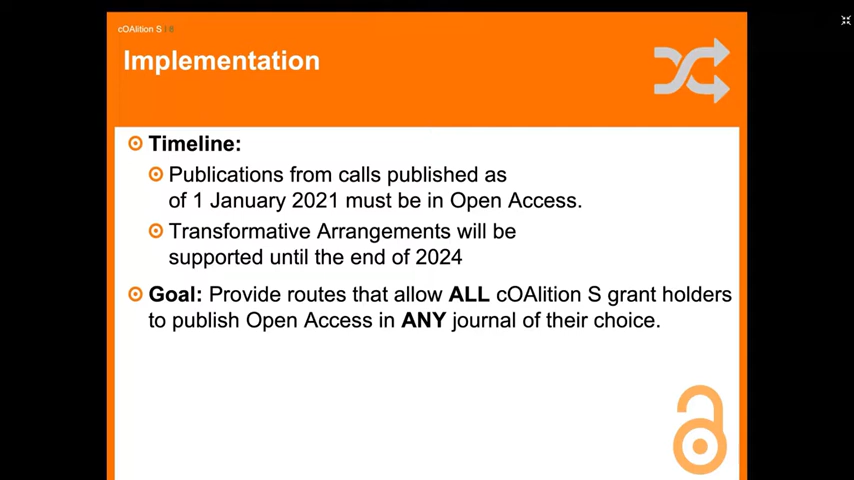 cOAlition S | 6
Implementation
Timeline:
Publications from calls published as
of 1 January 2021 must be in Open Access.
Transformative Arrangements will be
supported until the end of 2024
Goal: Provide routes that allow ALL cOAlition S grant holders
to publish Open Access in ANY journal of their choice.